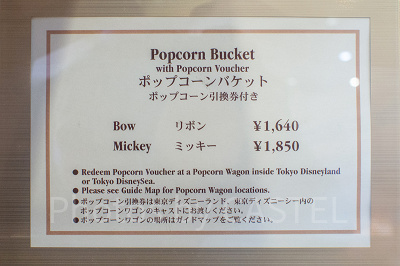 Popcorn Bucket
with Popcorn Voucher
ポップコーンバケット
ポップコーン引換券付き
Bow リボン ¥1,640
Mickey ミッキー ¥1,850
● Redeem Popcorn Voucher at a Popcorn Wagon inside Tokyo Disneyland
or Tokyo DisneySea.
● Please see Guide Map for Popcorn Wagon locations.
●ポップコーン引換券は東京ディズニーランド、東京ディズニーシー内の
ポップコーンワゴンのキャストにお渡しください。
●ポップコーンワゴンの場所はガイドマップをご覧ください。